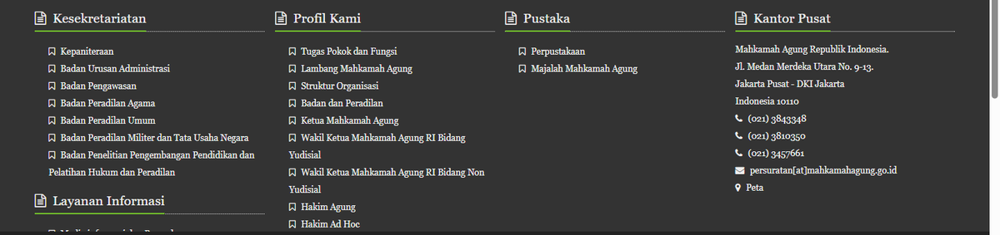 Kesekretariatan
Kepaniteraan
Badan Urusan Administrasi
Badan Pengawasan
Badan Peradilan Agama
Badan Peradilan Umum
Badan Peradilan Militer dan Tata Usaha Negara
Badan Penelitian Pengembangan Pendidikan dan
Pelatihan Hukum dan Peradilan
Layanan Informasi
Profil Kami
Tugas Pokok dan Fungsi
Lambang Mahkamah Agung
Struktur Organisasi
Badan dan Peradilan
Ketua Mahkamah Agung
Wakil Ketua Mahkamah Agung RI Bidang
Yudisial
Wakil Ketua Mahkamah Agung RI Bidang Non
Yudisial
Hakim Agung
Hakim Ad Hoc
Pustaka
Perpustakaan
Majalah Mahkamah Agung
Kantor Pusat
Mahkamah Agung Republik Indonesia.
Jl. Medan Merdeka Utara No. 9-13.
Jakarta Pusat - DKI Jakarta
Indonesia 10110
(021) 3843348
(021) 3810350
(021) 3457661
persuratan[at]mahkamahagung.go.id
Peta